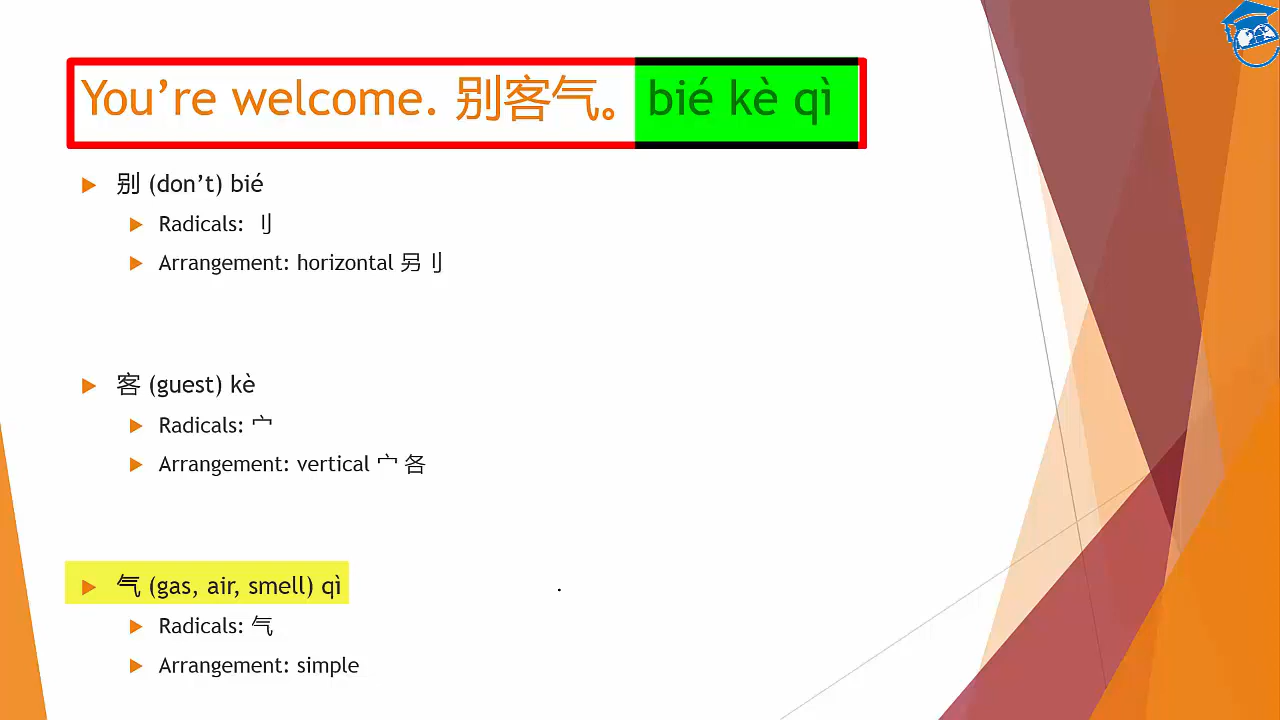 You’re welcome. 别客气。 bié kè qì
别 (don’t) bié
Radicals: 刂
Arrangement: horizontal 另 刂
客 (guest) kè
Radicals: 宀
Arrangement: vertical 宀 各
气 (gas, air, smell) qì
Radicals: 气
Arrangement: simple